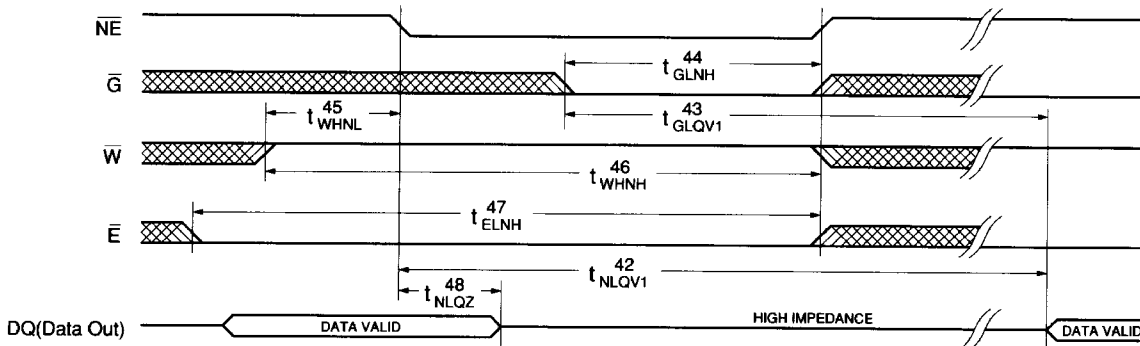 NE
44
t GLNH
G
45
t WHNL
43
t GLQV1
W
46
t WHNH
47
t ELNH
E
42
t NLQV1
48
t NLQZ
DQ(Data Out)
DATA VALID
HIGH IMPEDANCE
DATA VALID